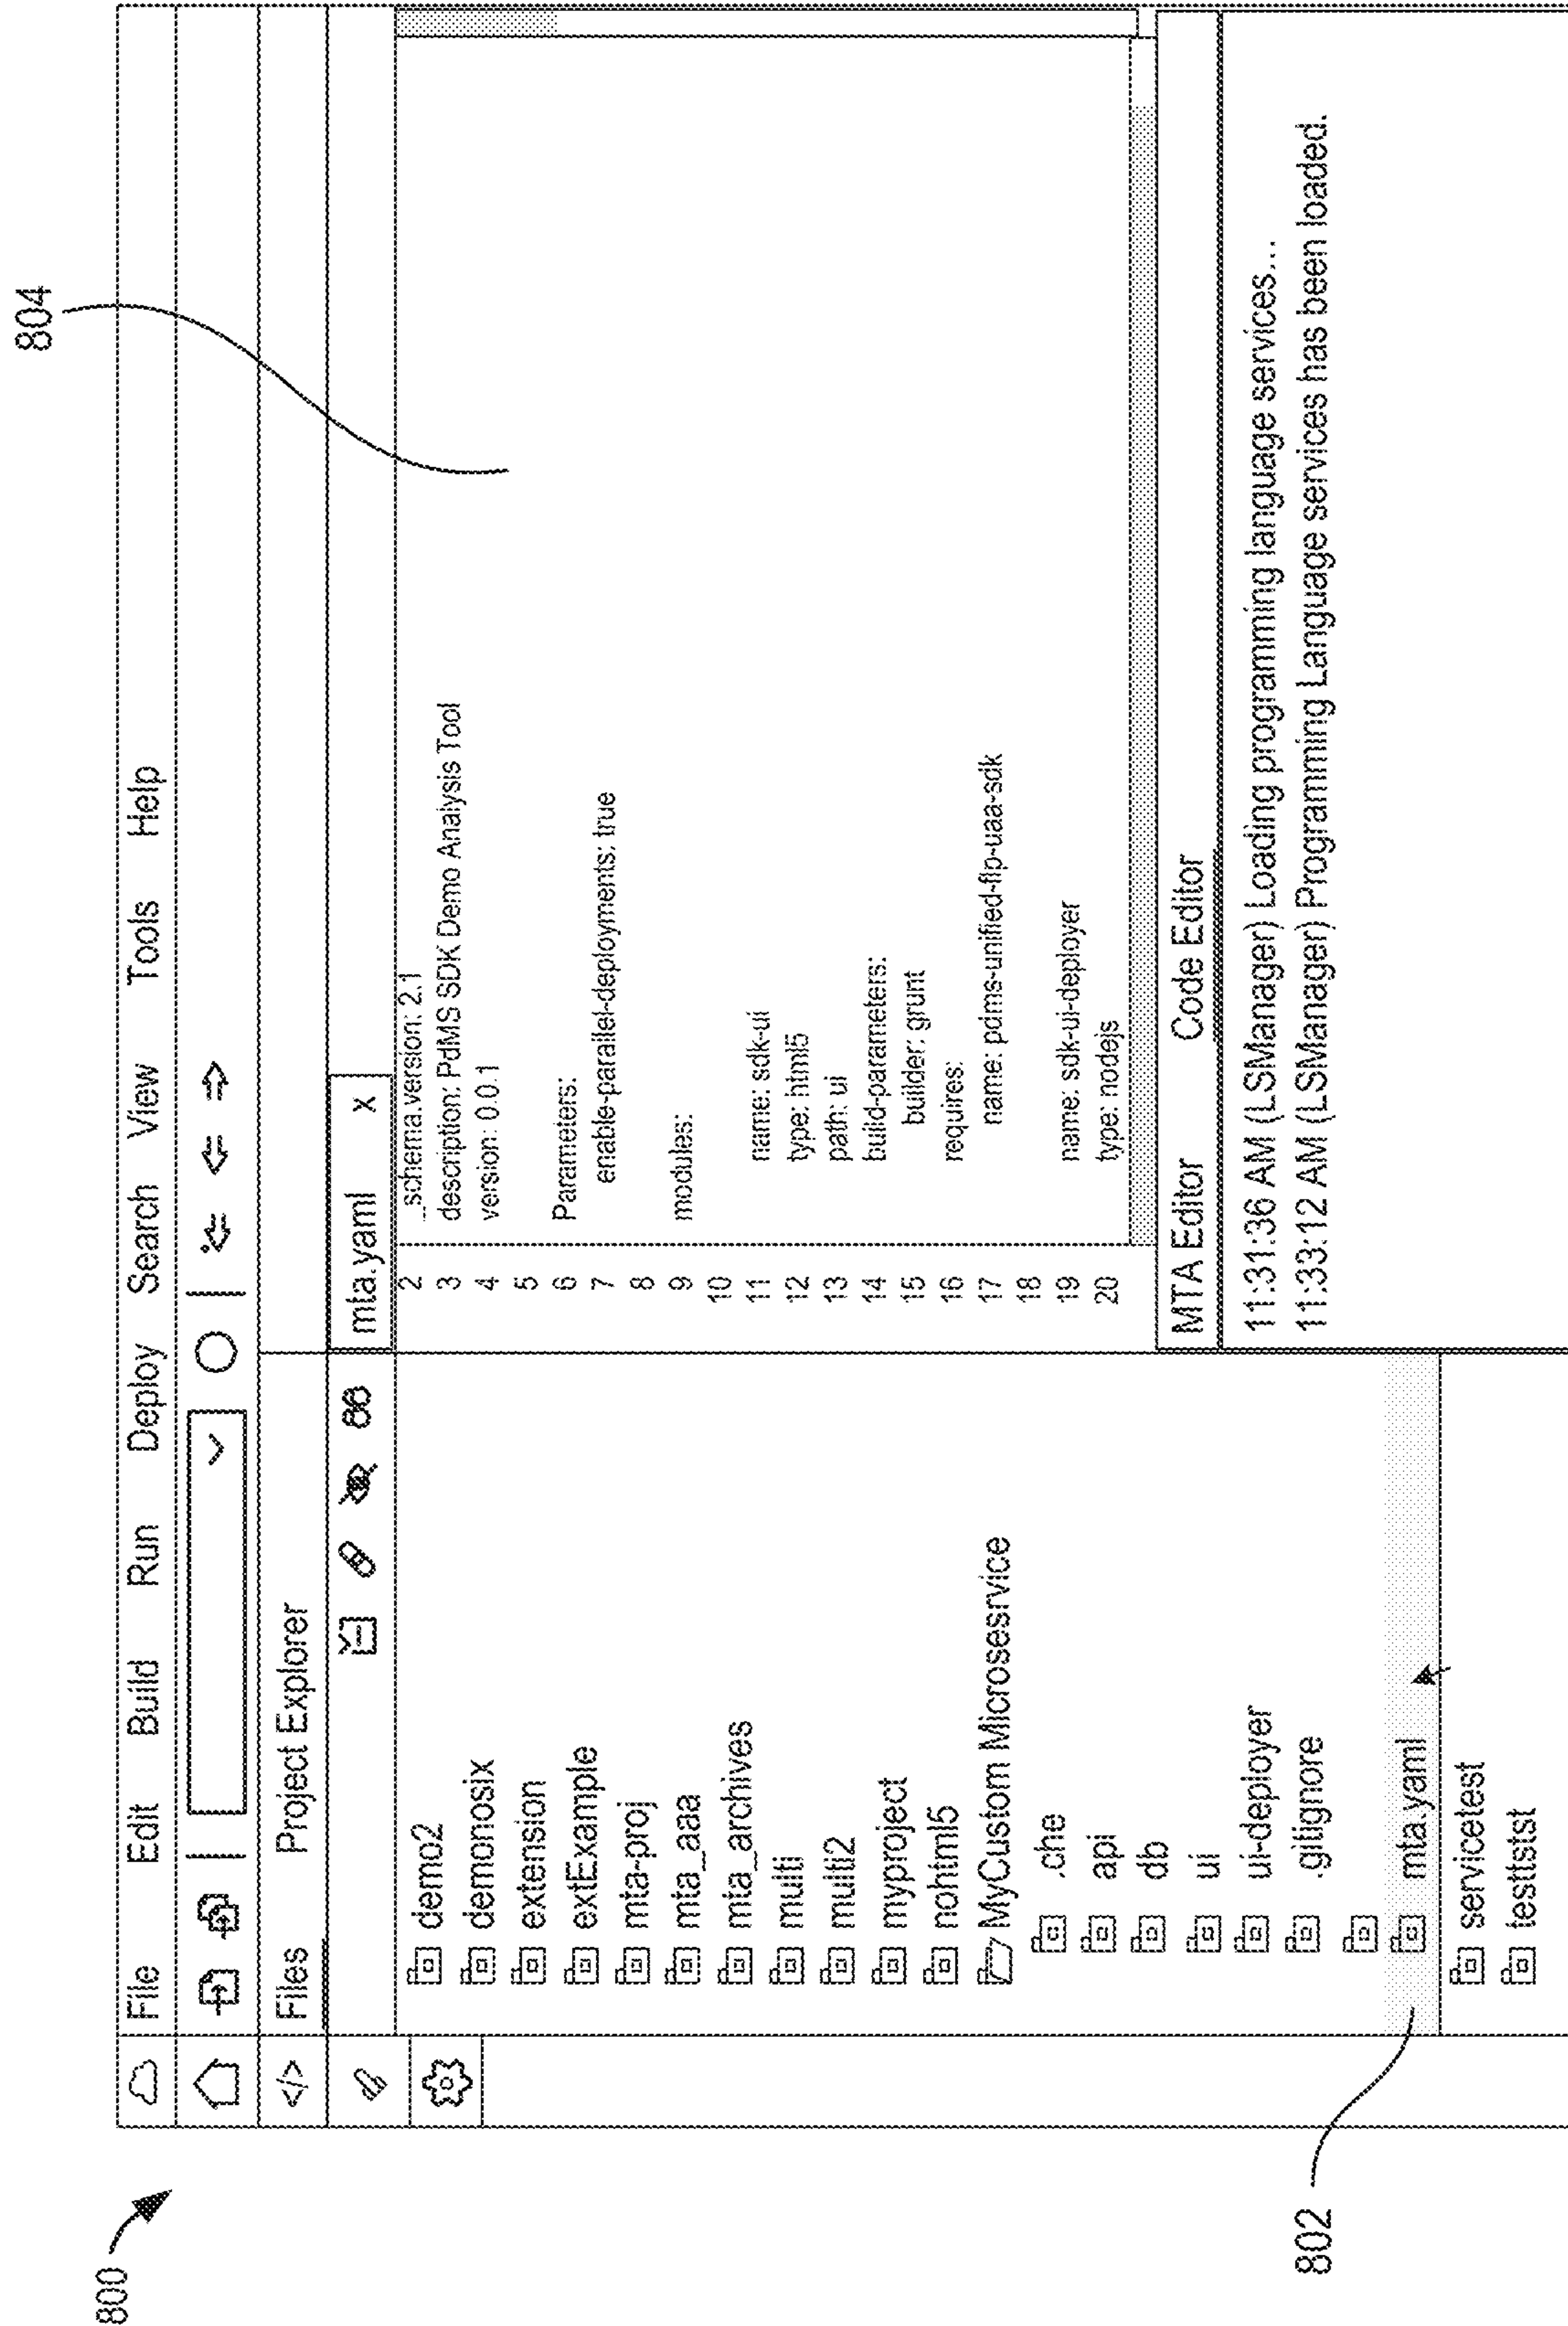 800
804
File Edit Build Run Deploy Search View Tools Help
</> Files Project Explorer
mta.yaml x
demo2
demonosix
extension
extExample
mta-proj
mta_aaa
mta_archives
multi
multi2
myproject
nohtml5
MyCustom Microsesrvice
.che
api
db
ui
ui-deployer
.gitignore
mta.yaml
servicetest
testtstst
802
2 _schema.version: 2.1
3 description: PdMS SDK Demo Analysis Tool
4 version: 0.0.1
5
6 Parameters:
7 enable-parallel-deployments: true
8
9 modules:
10
11 name: sdk-ui
12 type: html5
13 path: ui
14 build-parameters:
15 builder: grunt
16 requires:
17 name: pdms-unified-flp-uaa-sdk
18
19 name: sdk-ui-deployer
20 type: nodejs
MTA Editor Code Editor
11:31:36 AM (LSManager) Loading programming language services...
11:33:12 AM (LSManager) Programming Language services has been loaded.